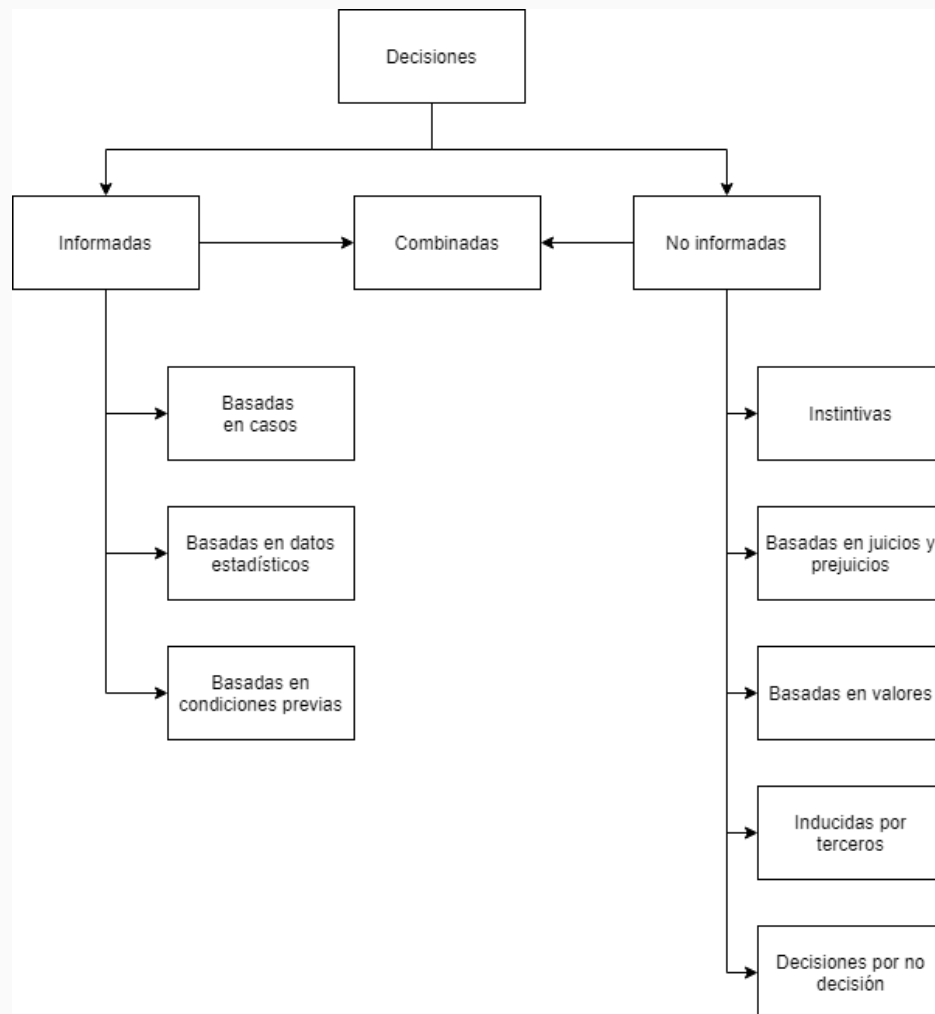 Decisiones
Informadas
Combinadas
No informadas
Basadas
en casos
Instintivas
Basadas en datos
estadísticos
Basadas en juicios y
prejuicios
Basadas en
condiciones previas
Basadas en valores
Inducidas por
terceros
Decisiones por no
decisión